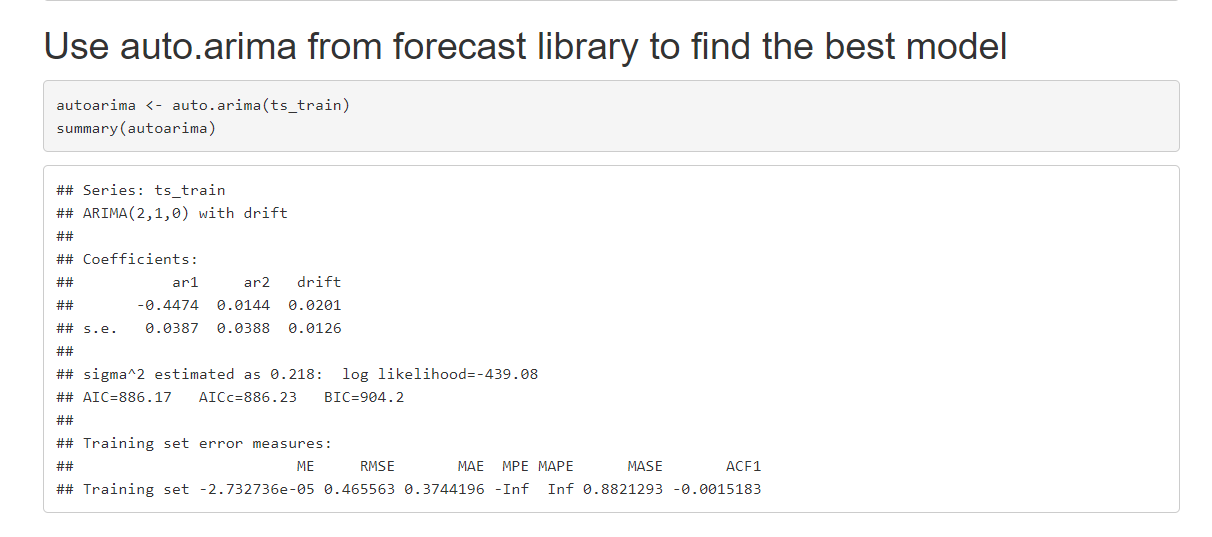 Use auto.arima from forecast library to find the best model
autoarima <- auto.arima(ts_train)
summary(autoarima)
## Series: ts_train
## ARIMA(2,1,0) with drift
##
## Coefficients:
##           ar1     ar2   drift
##       -0.4474  0.0144  0.0201
## s.e.   0.0387  0.0388  0.0126
##
## sigma^2 estimated as 0.218:  log likelihood=-439.08
## AIC=886.17   AICc=886.23   BIC=904.2
##
## Training set error measures:
##                         ME     RMSE       MAE  MPE MAPE      MASE       ACF1
## Training set -2.732736e-05 0.465563 0.3744196 -Inf  Inf 0.8821293 -0.0015183